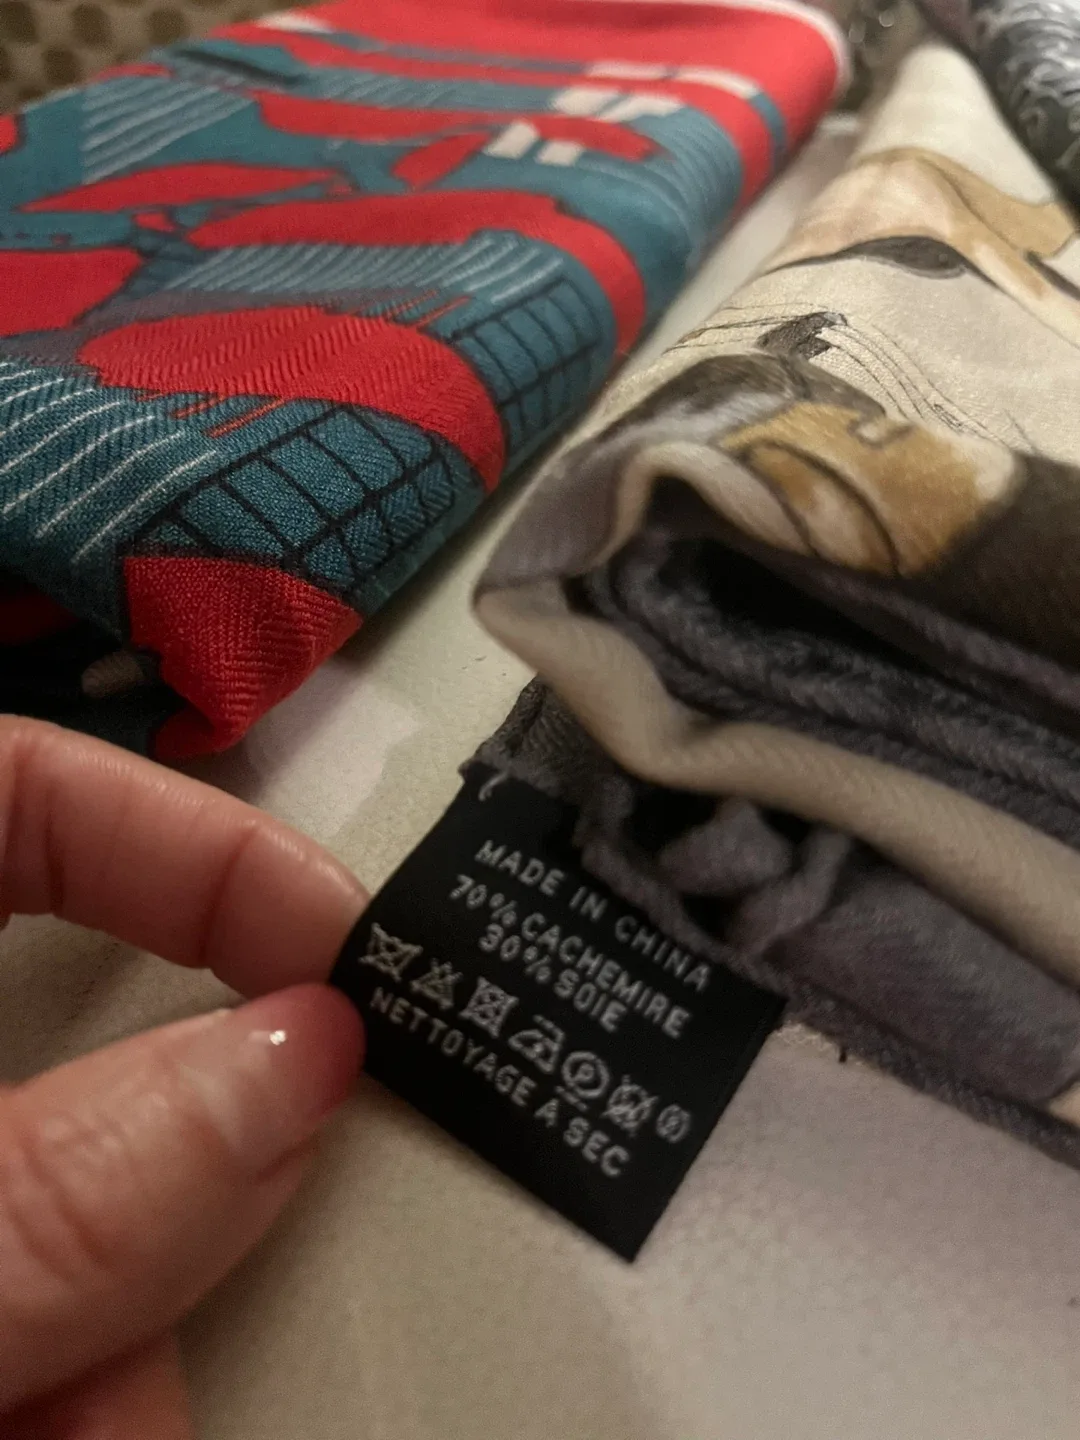 MADE IN CHINA
70% CACHEMIRE
30% SOIE
P
NETTOYAGE À SEC